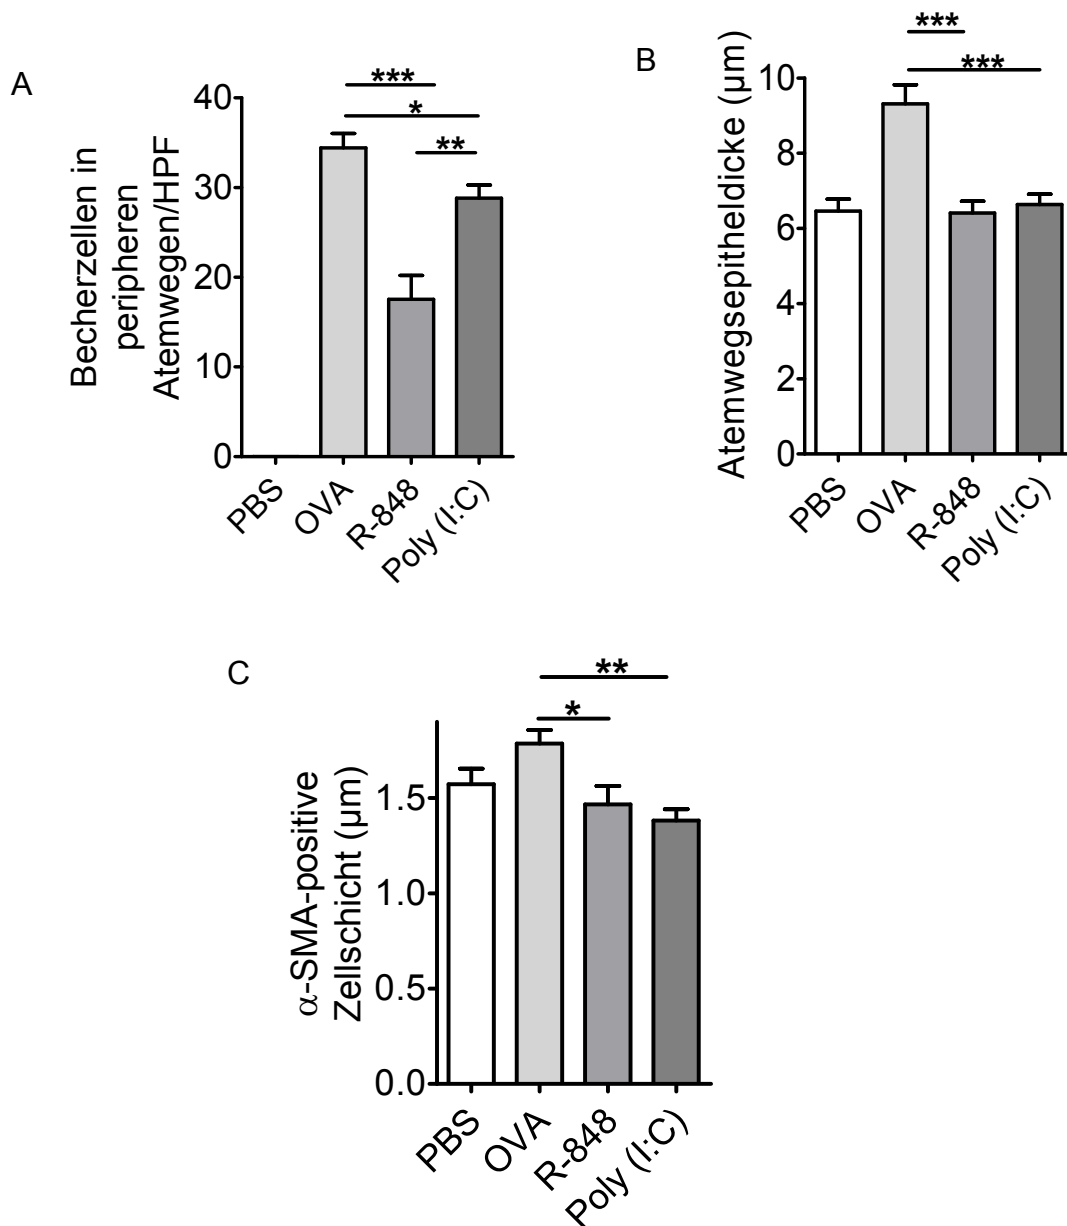 A
Becherzellen in
peripheren
Atemwegen/HPF
40
30
20
10
0
***
*
**
PBS
OVA
R-848
Poly (I:C)
B
Atemwegsepitheldicke (µm)
10
8
6
4
2
0
***
***
PBS
OVA
R-848
Poly (I:C)
C
α-SMA-positive
Zellschicht (µm)
1.5
1.0
0.5
0.0
**
*
PBS
OVA
R-848
Poly (I:C)